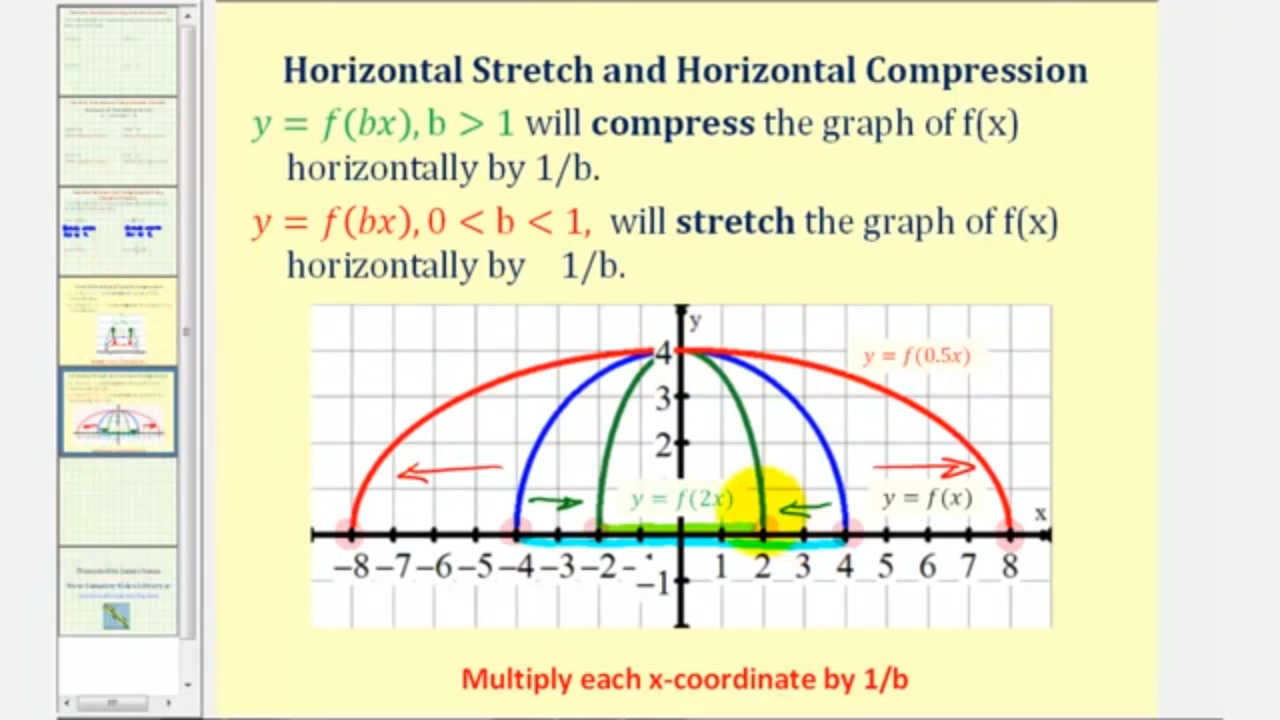 Horizontal Stretch and Horizontal Compression
y = f(bx), b > 1 will compress the graph of f(x)
horizontally by 1/b.
y = f(bx), 0 < b < 1, will stretch the graph of f(x)
horizontally by 1/b.
y
4
y = f(0.5x)
3
2
y = f(2x)
y = f(x)
x
-8 -7 -6 -5 -4 -3 -2 - 1 2 3 4 5 6 7 8
-1
Multiply each x-coordinate by 1/b